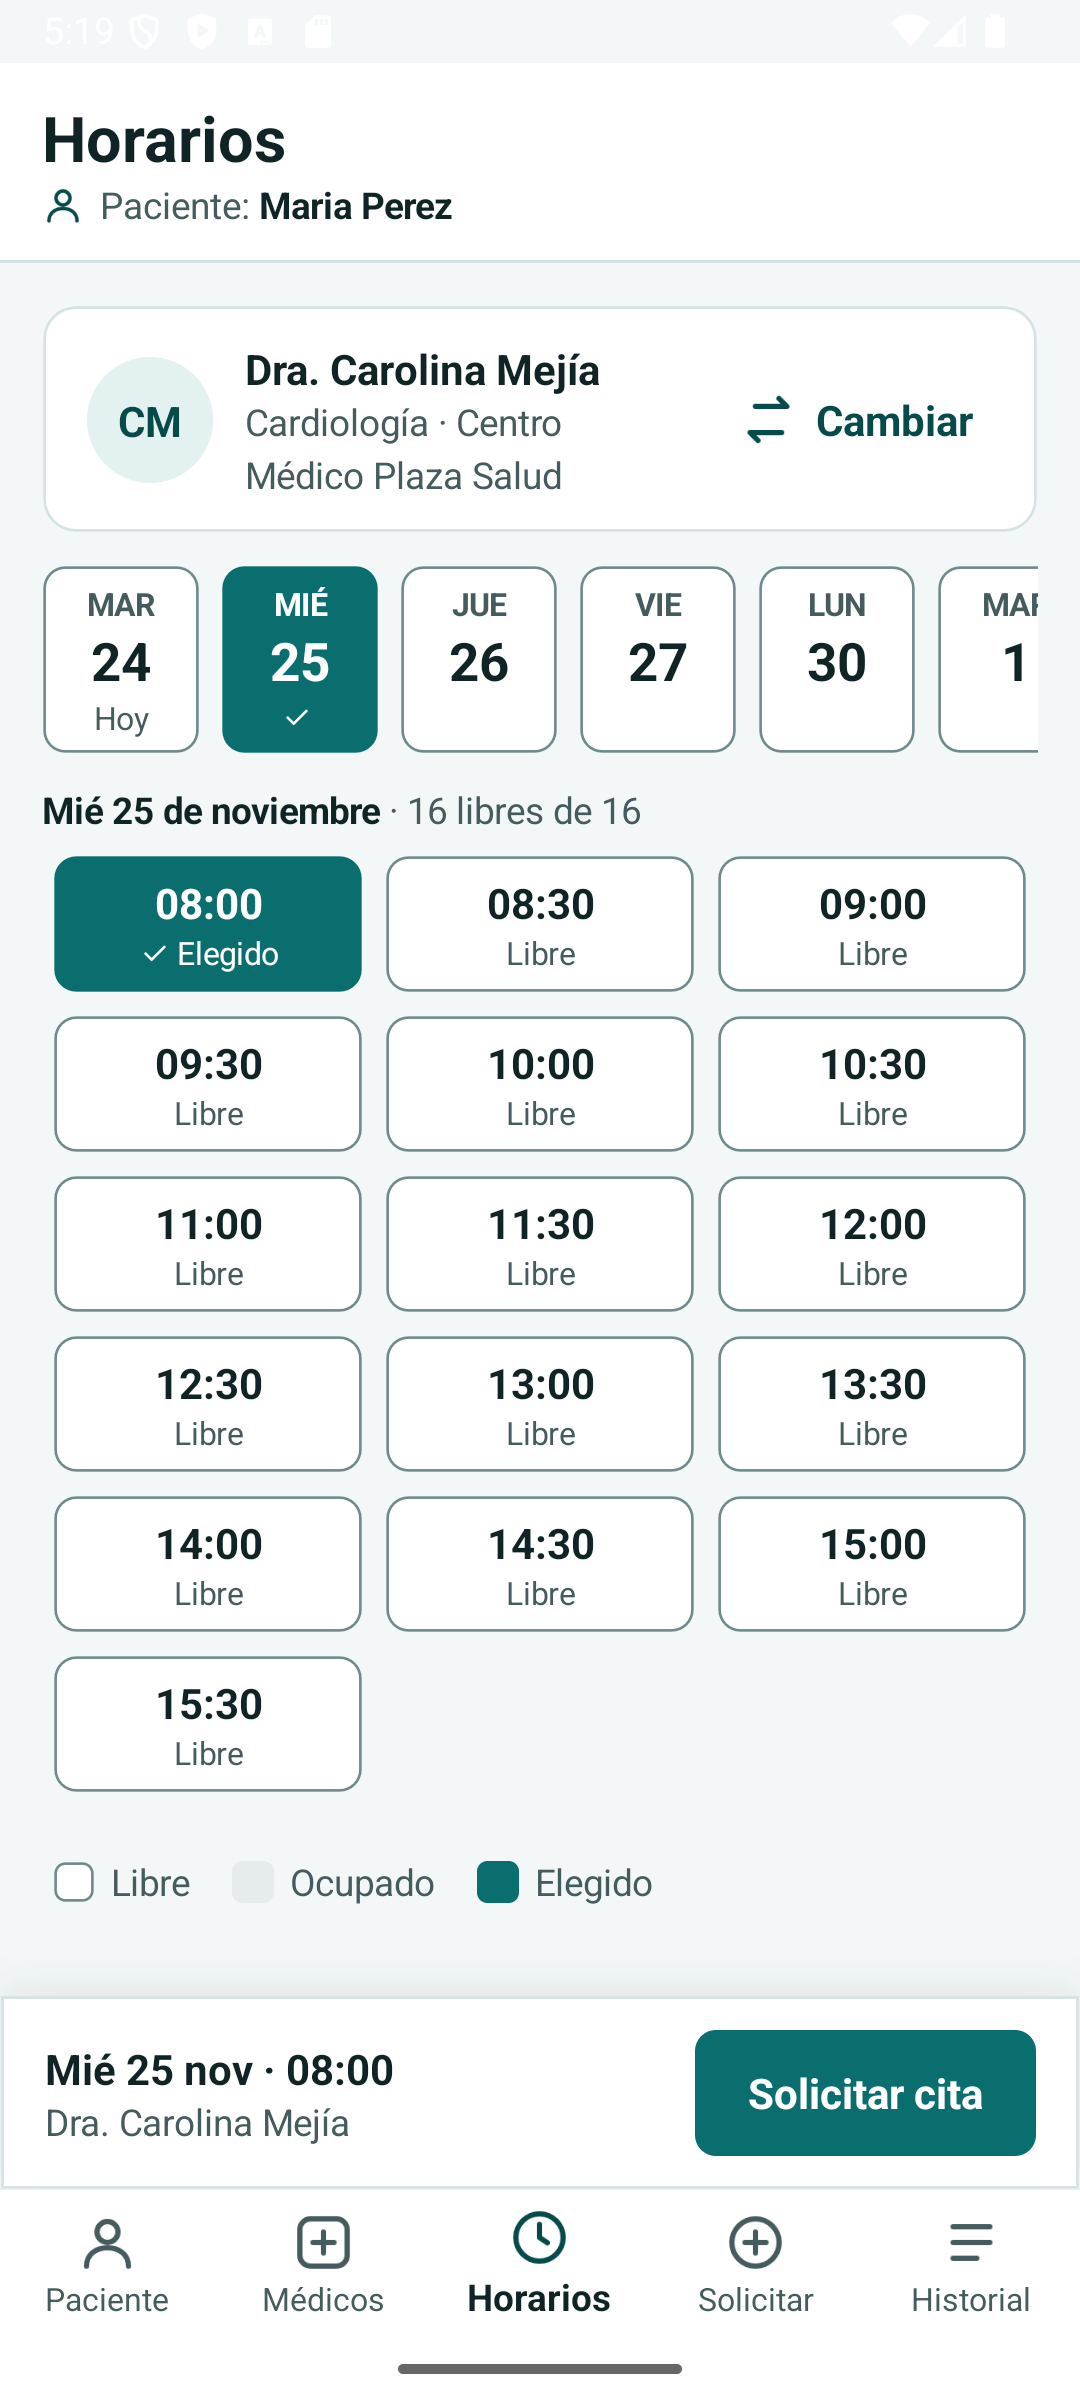 5:19
Horarios
Paciente: Maria Perez
CM
Dra. Carolina Mejía
Cardiología · Centro
Médico Plaza Salud
Cambiar
MAR
24
Hoy
MIÉ
25
JUE
26
VIE
27
LUN
30
MAR
1
Mié 25 de noviembre · 16 libres de 16
08:00
Elegido
08:30
Libre
09:00
Libre
09:30
Libre
10:00
Libre
10:30
Libre
11:00
Libre
11:30
Libre
12:00
Libre
12:30
Libre
13:00
Libre
13:30
Libre
14:00
Libre
14:30
Libre
15:00
Libre
15:30
Libre
Libre
Ocupado
Elegido
Mié 25 nov · 08:00
Dra. Carolina Mejía
Solicitar cita
Paciente
Médicos
Horarios
Solicitar
Historial